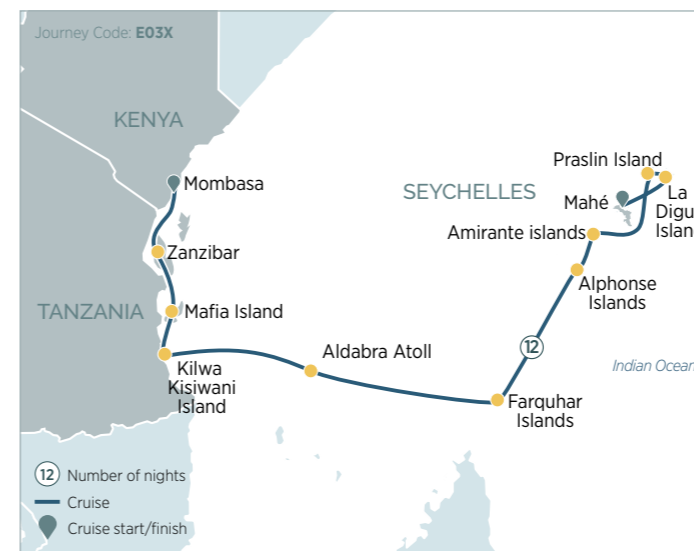 Journey Code: E03X
KENYA
Mombasa
Praslin Island
SEYCHELLES
Mahé
La
Digu
Islan
Amirante islands
Zanzibar
Alphonse
Islands
TANZANIA
Mafia Island
12
Aldabra Atoll
Indian Ocean
Kilwa
Kisiwani
Island
Farquhar
Islands
12 Number of nights
Cruise
Cruise start/finish